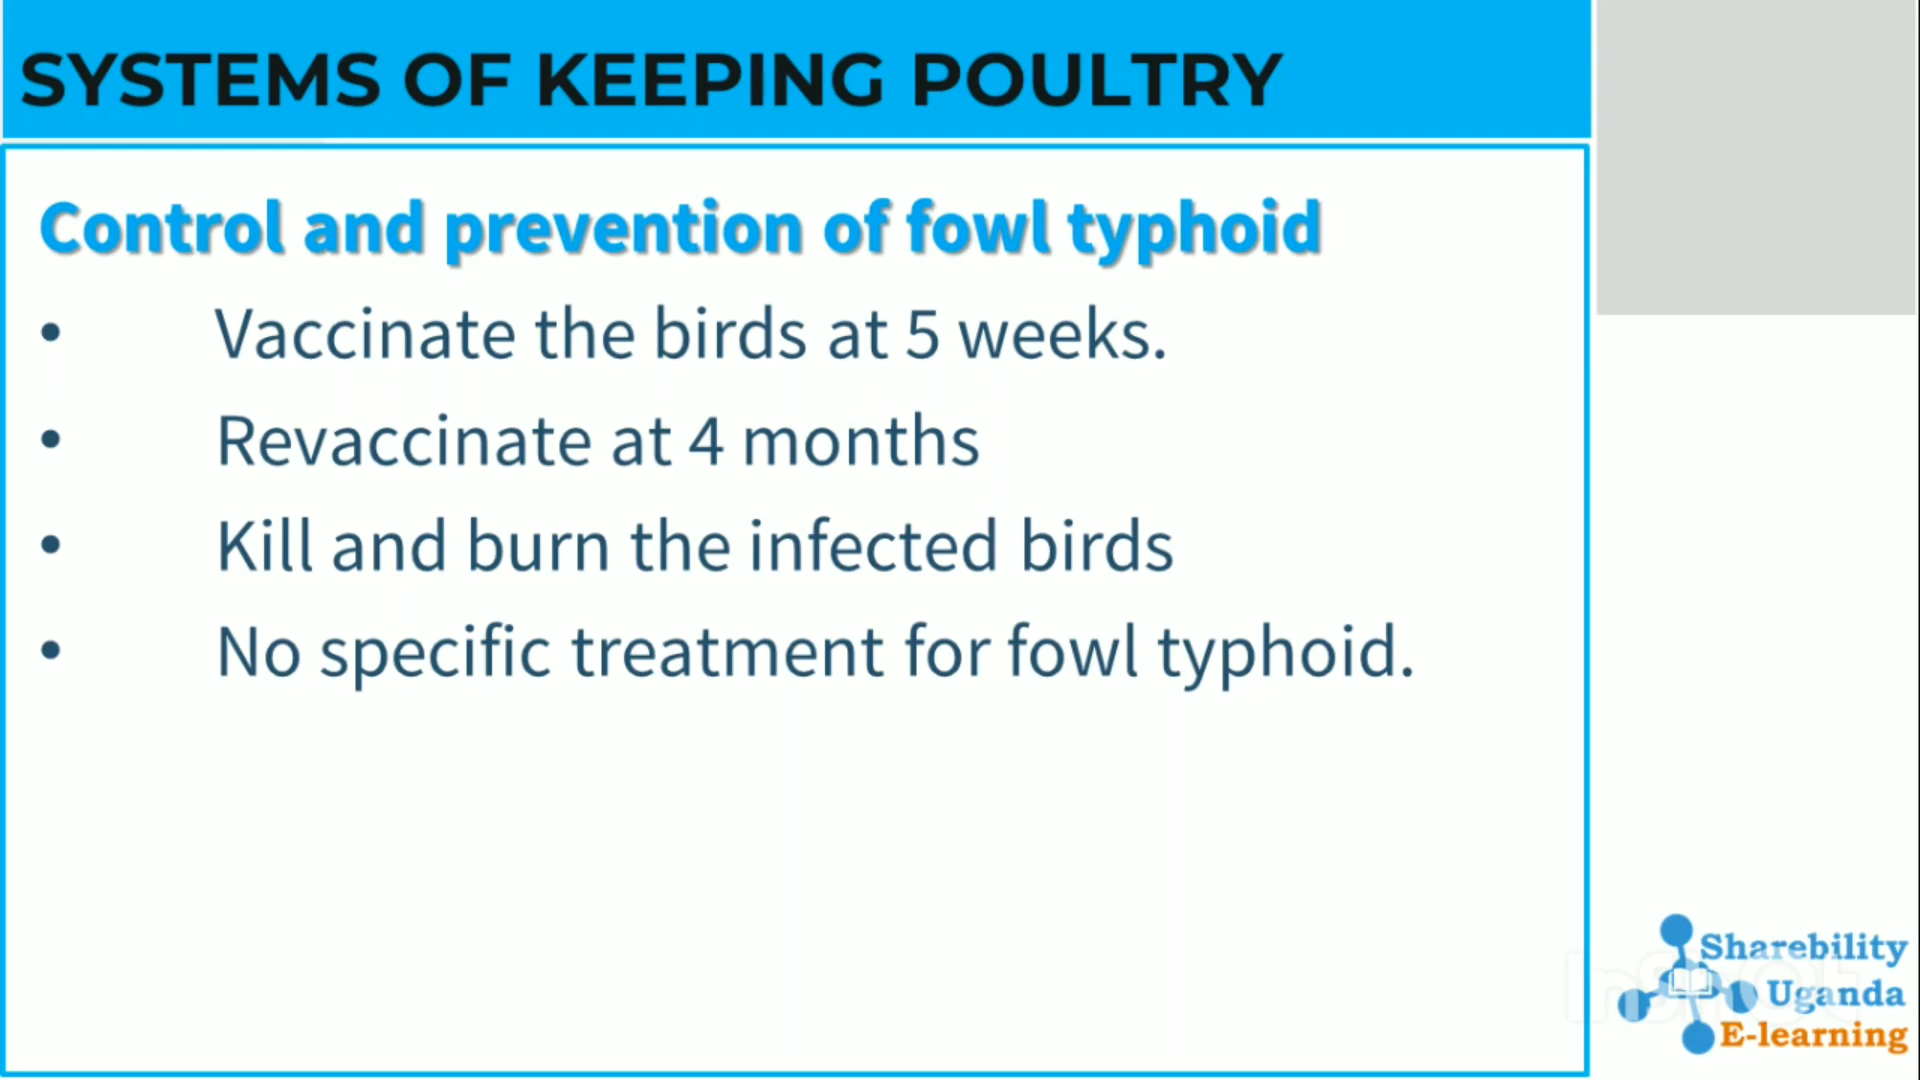 SYSTEMS OF KEEPING POULTRY
Control and prevention of fowl typhoid
• Vaccinate the birds at 5 weeks.
• Revaccinate at 4 months
• Kill and burn the infected birds
• No specific treatment for fowl typhoid.
Sharebility
Uganda
E-learning
InShOt